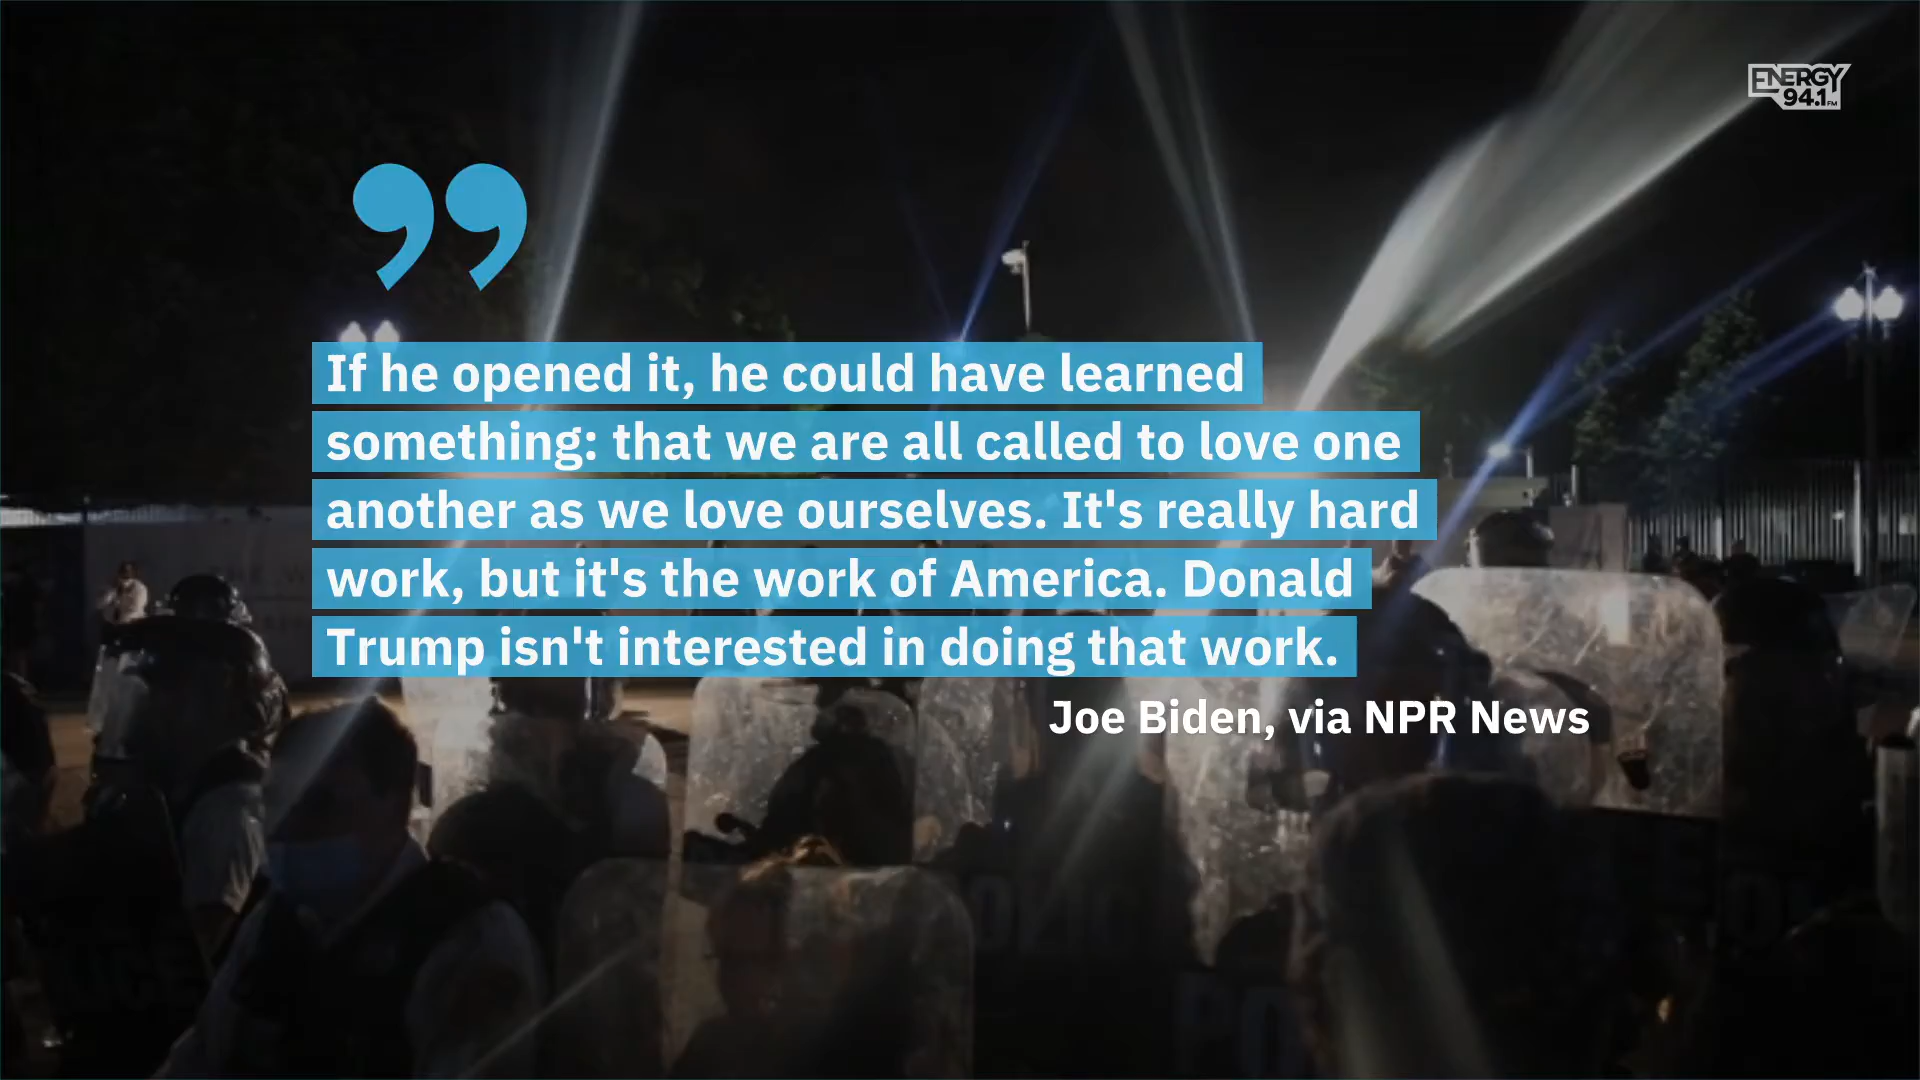 ENERGY
94.1 FM
”
If he opened it, he could have learned
something: that we are all called to love one
another as we love ourselves. It's really hard
work, but it's the work of America. Donald
Trump isn't interested in doing that work.
Joe Biden, via NPR News